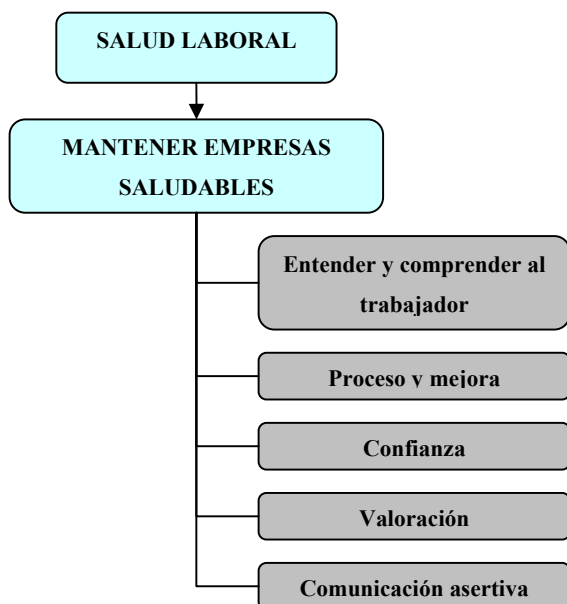 SALUD LABORAL
MANTENER EMPRESAS
SALUDABLES
Entender y comprender al
trabajador
Proceso y mejora
Confianza
Valoración
Comunicación asertiva